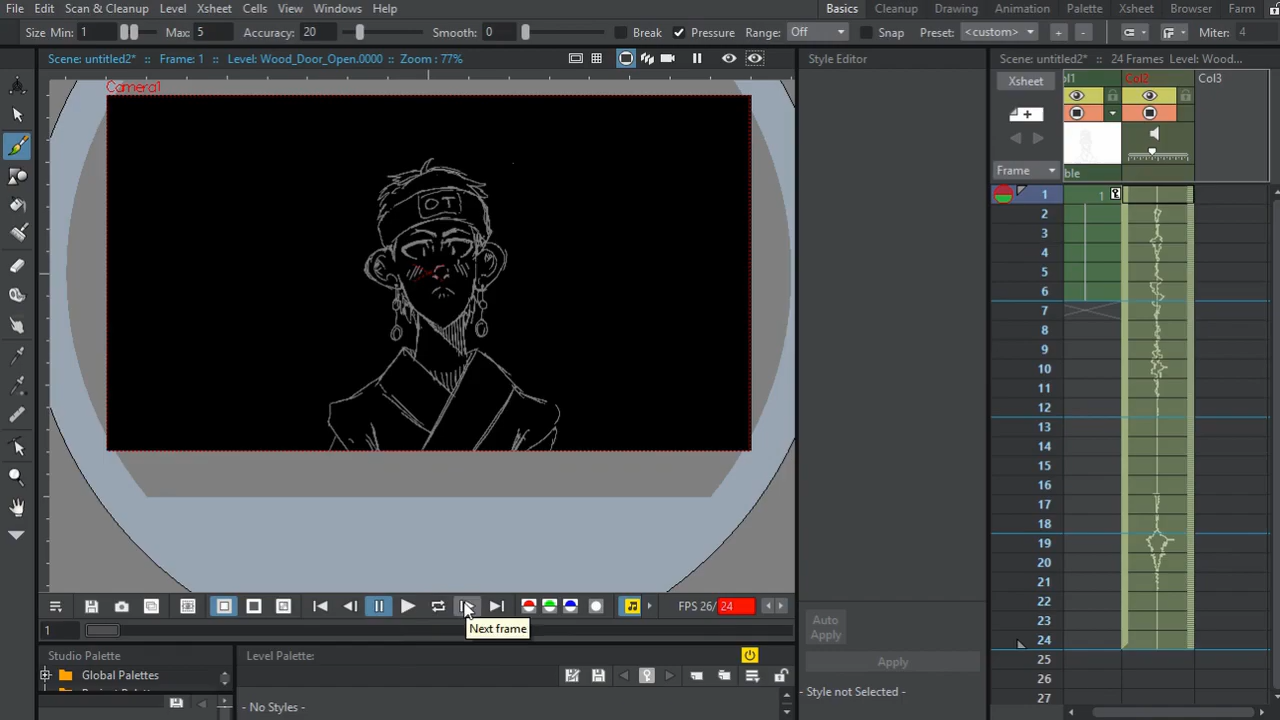 File Edit Scan & Cleanup Level Xsheet Cells View Windows Help
Basics Cleanup Drawing Animation Palette Xsheet Browser Farm
Size Min: 1 Max: 5 Accuracy: 20 Smooth: 0 Break Pressure Range: Off Snap Preset: <custom> + - Miter: 4
Scene: untitled2* :: Frame: 1 :: Level: Wood_Door_Open.0000 :: Zoom : 77%
Style Editor
Scene: untitled2* :: 24 Frames Level: Wood...
Xsheet
ol1 Col2 Col3
Camera1
ble
Frame
OT
1 1
2
3
4
5
6
7
8
9
10
11
12
13
14
15
16
17
18
19
20
21
22
23
24
25
26
27
FPS 26/ 24
1
Next frame
Auto
Apply
Apply
- Style not Selected -
Studio Palette
Level Palette:
Global Palettes
- No Styles -